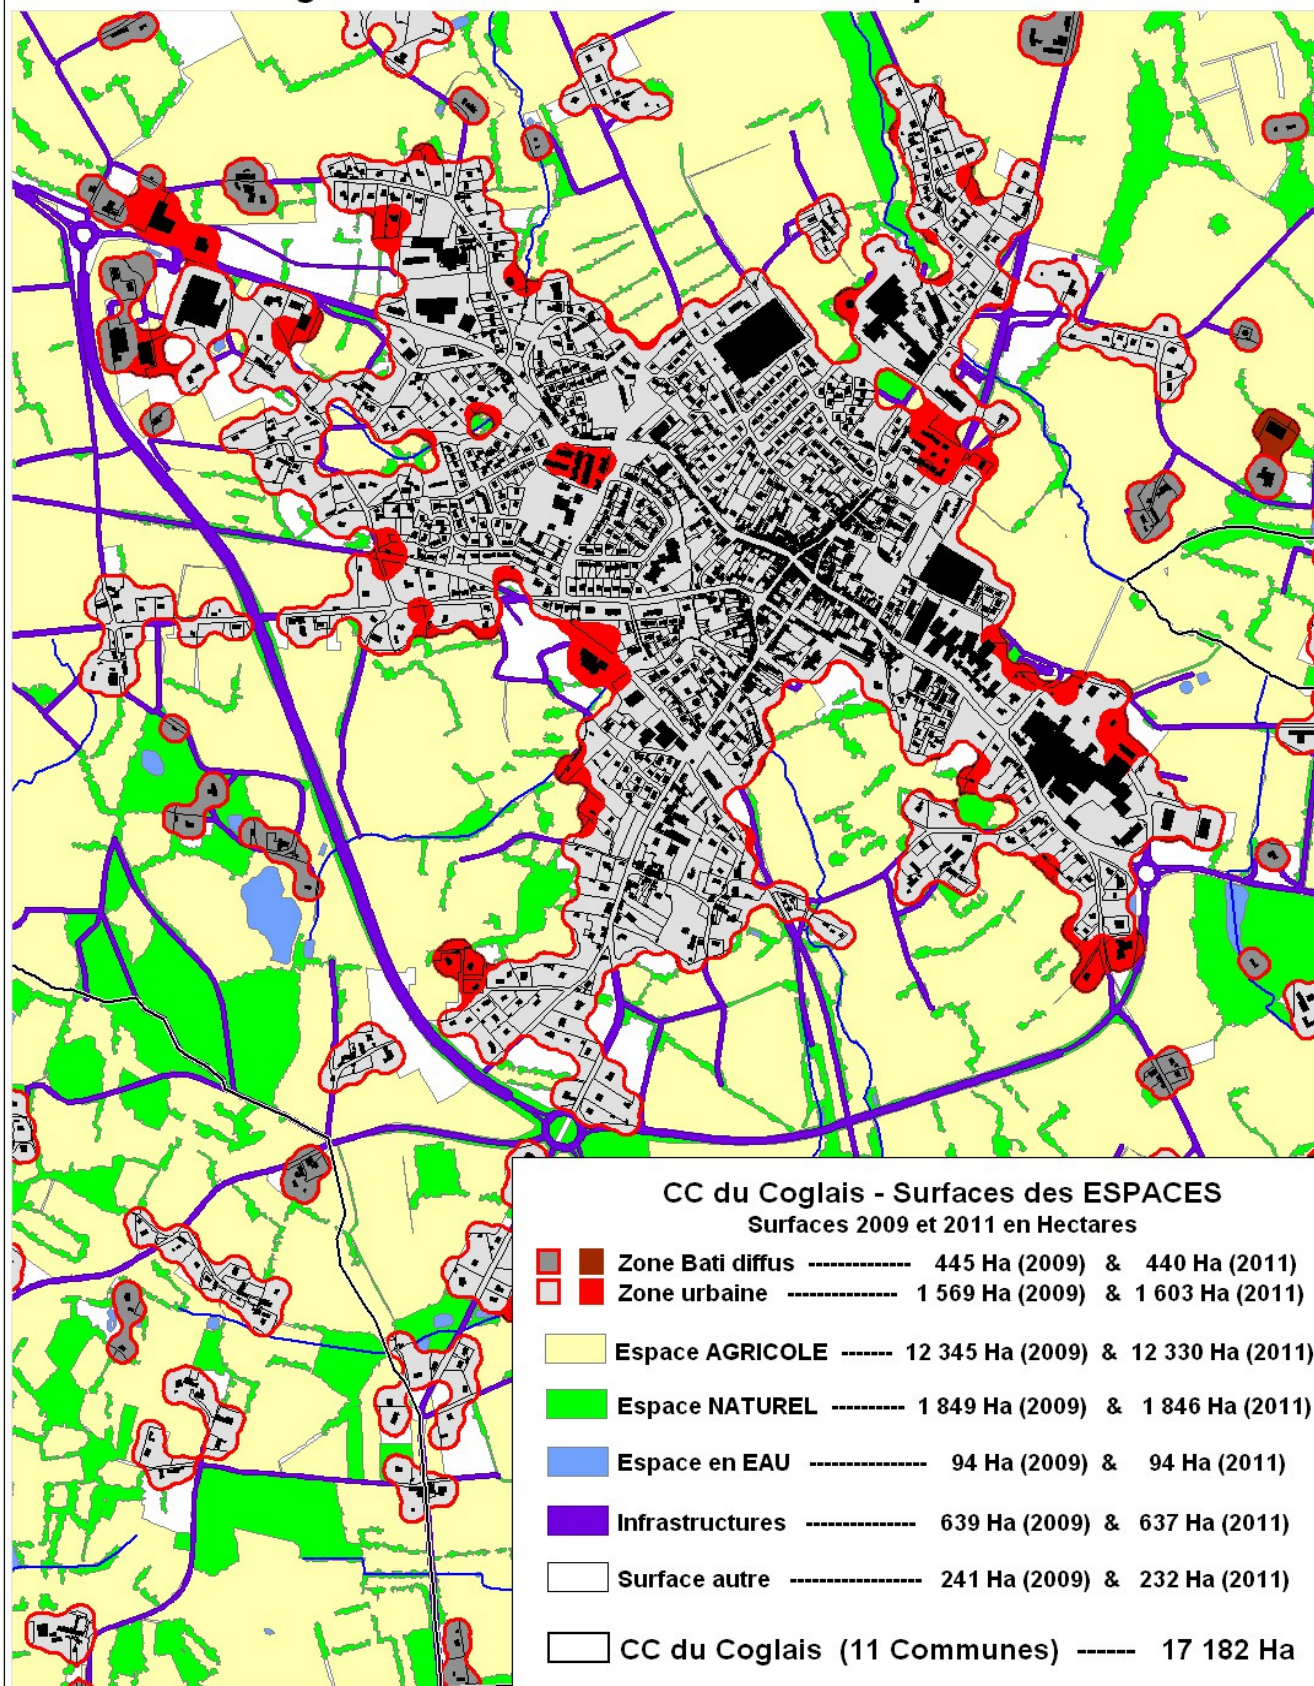 CC du Coglais - Surfaces des ESPACES
Surfaces 2009 et 2011 en Hectares
Zone Bati diffus -------------- 445 Ha (2009) & 440 Ha (2011)
Zone urbaine --------------- 1 569 Ha (2009) & 1 603 Ha (2011)
Espace AGRICOLE ------- 12 345 Ha (2009) & 12 330 Ha (2011)
Espace NATUREL ---------- 1 849 Ha (2009) & 1 846 Ha (2011)
Espace en EAU ---------------- 94 Ha (2009) & 94 Ha (2011)
Infrastructures --------------- 639 Ha (2009) & 637 Ha (2011)
Surface autre ------------------ 241 Ha (2009) & 232 Ha (2011)
CC du Coglais (11 Communes) ------ 17 182 Ha